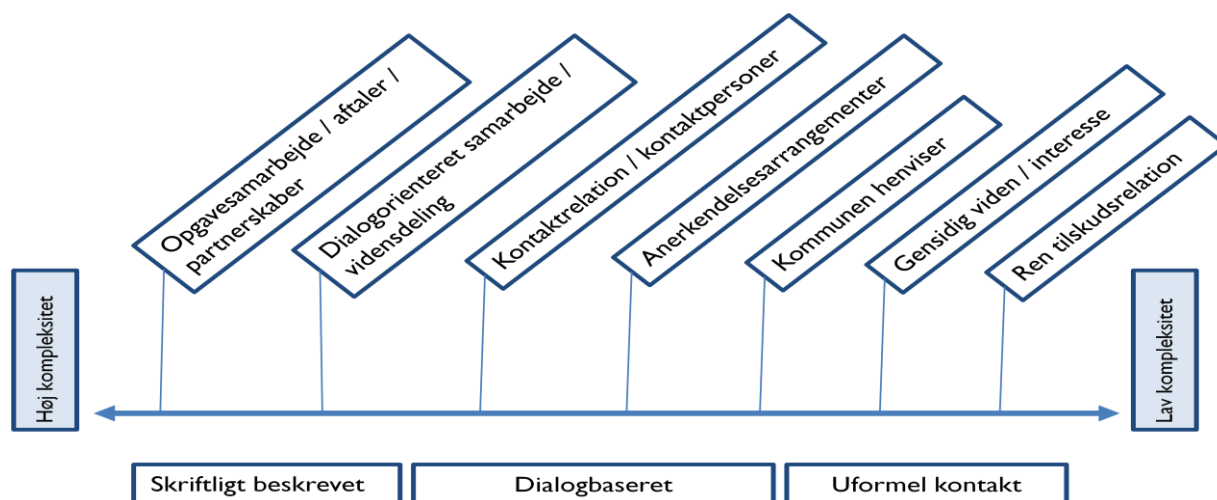 Opgavesamarbejde / aftaler /
partnerskaber
Dialogorienteret samarbejde /
vidensdeling
Kontaktrelation / kontaktpersoner
Anerkendelsesarrangementer
Kommunen henviser
Gensidig viden / interesse
Ren tilskudsrelation
Høj kompleksitet
Lav kompleksitet
Skriftligt beskrevet
Dialogbaseret
Uformel kontakt